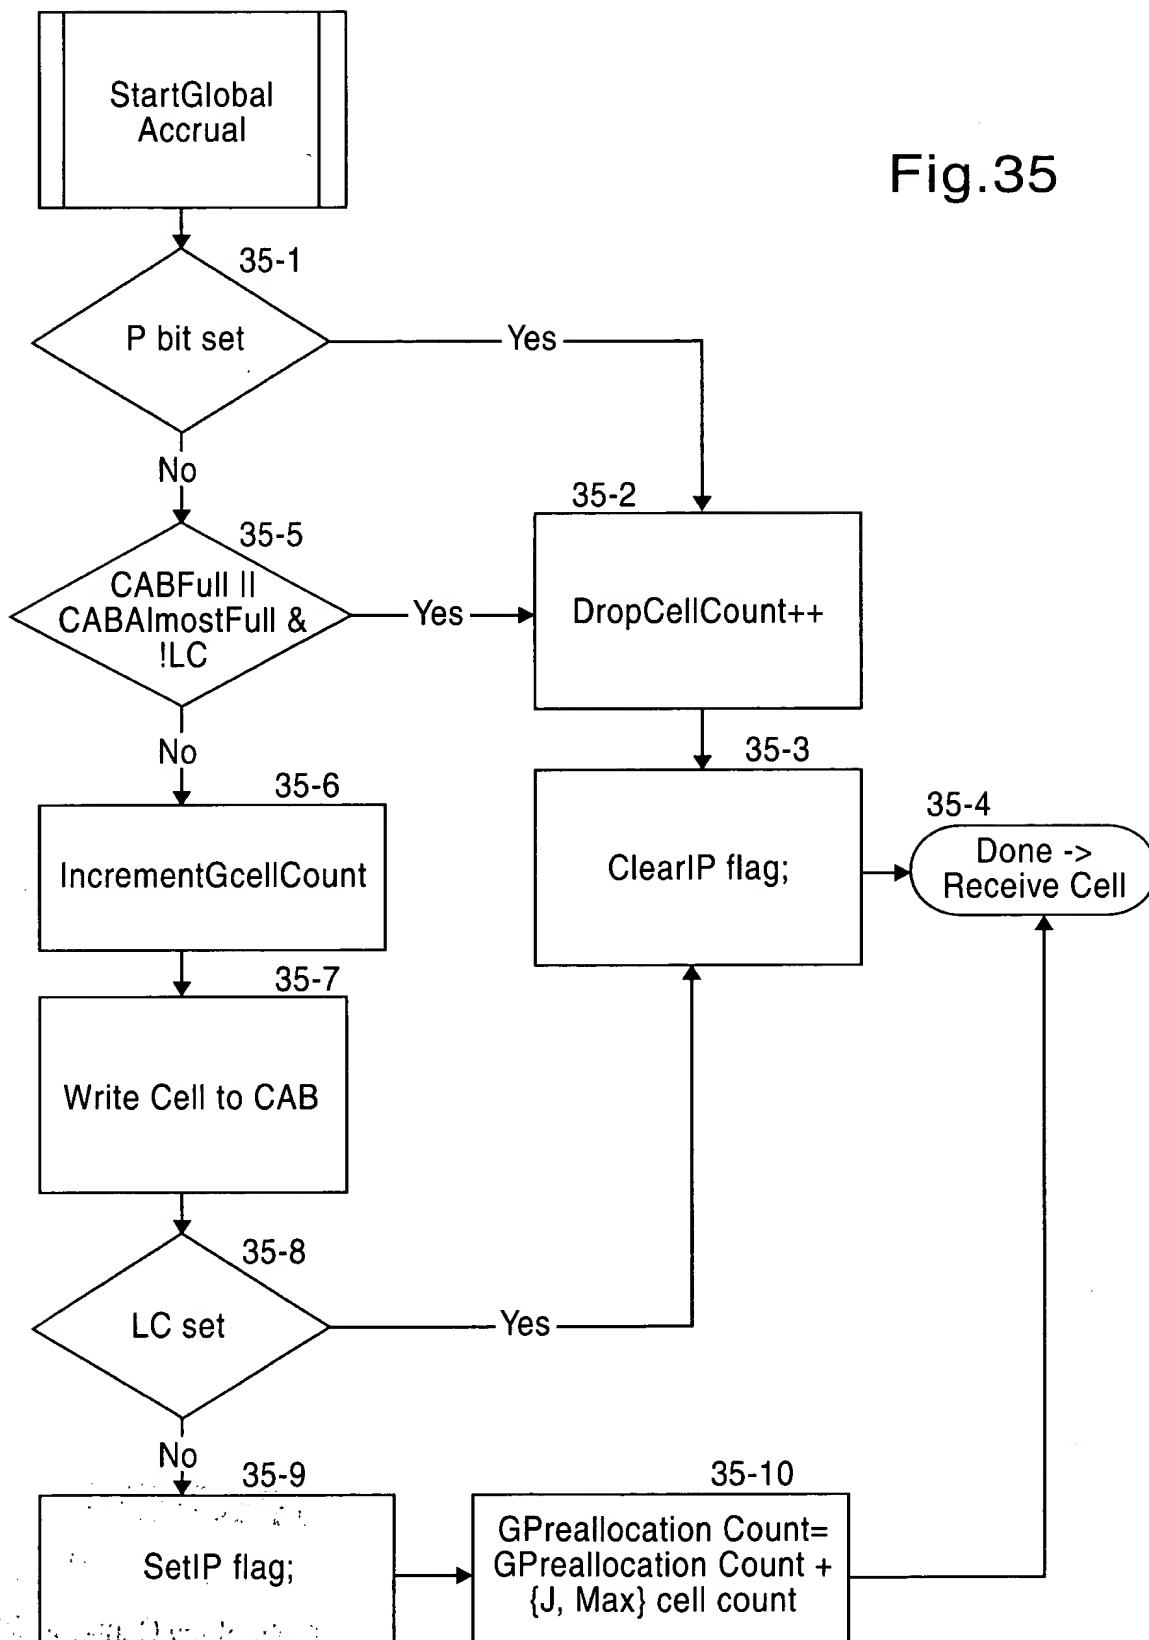 StartGlobal
Accrual
Fig.35
35-1
P bit set
Yes
No
35-5
CABFull ||
CABAlmostFull &
!LC
Yes
35-2
DropCellCount++
No
35-3
ClearIP flag;
35-4
Done ->
Receive Cell
35-6
IncrementGcellCount
35-7
Write Cell to CAB
35-8
LC set
Yes
No
35-9
SetIP flag;
35-10
GPreallocation Count=
GPreallocation Count +
{J, Max} cell count